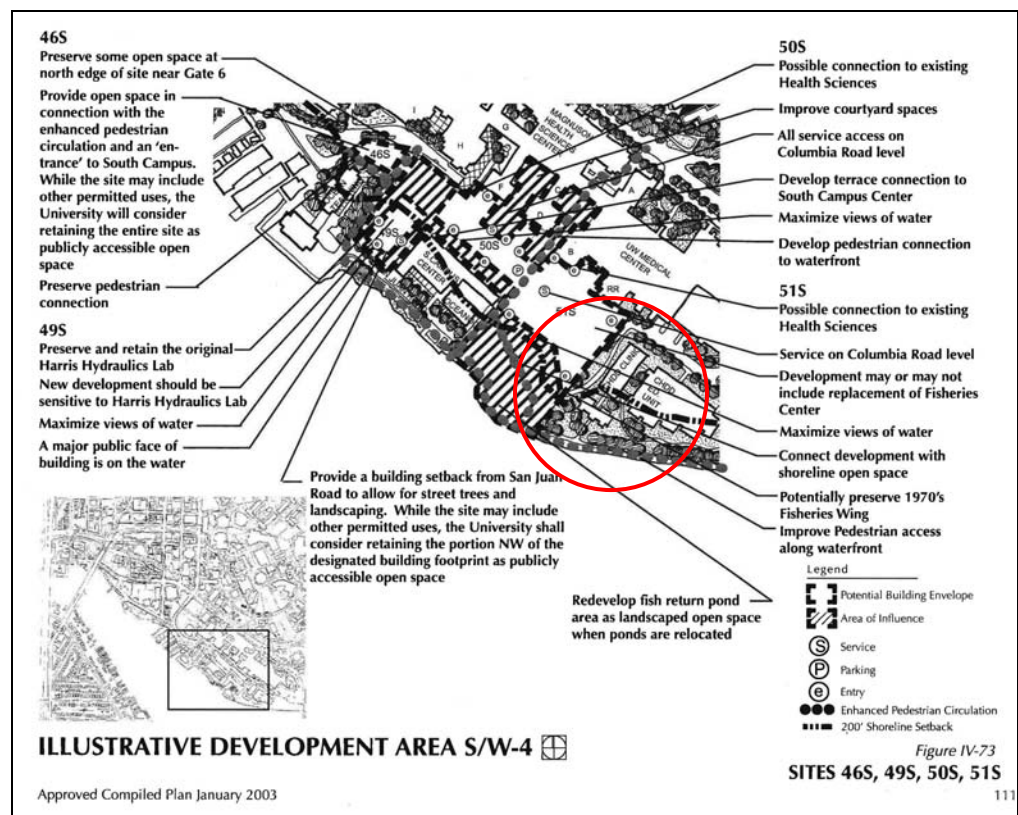 46S
Preserve some open space at
north edge of site near Gate 6
Provide open space in
connection with the
enhanced pedestrian
circulation and an ‘en-
trance’ to South Campus.
While the site may include
other permitted uses, the
University will consider
retaining the entire site as
publicly accessible open
space
Preserve pedestrian
connection
49S
Preserve and retain the original
Harris Hydraulics Lab
New development should be
sensitive to Harris Hydraulics Lab
Maximize views of water
A major public face of
building is on the water
I
H
G
MAGNUSON
HEALTH
SCIENCES
CENTER
46S
F
C
A
D
49S
S
50S
S
B
P
CENTER
UW MEDICAL
CENTER
RR
S
51S
CLINIC
CHDD
ED.
UNIT
50S
Possible connection to existing
Health Sciences
Improve courtyard spaces
All service access on
Columbia Road level
Develop terrace connection to
South Campus Center
Maximize views of water
Develop pedestrian connection
to waterfront
51S
Possible connection to existing
Health Sciences
Service on Columbia Road level
Development may or may not
include replacement of Fisheries
Center
Maximize views of water
Connect development with
shoreline open space
Potentially preserve 1970's
Fisheries Wing
Improve Pedestrian access
along waterfront
Provide a building setback from San Juan
Road to allow for street trees and
landscaping. While the site may include
other permitted uses, the University shall
consider retaining the portion NW of the
designated building footprint as publicly
accessible open space
Redevelop fish return pond
area as landscaped open space
when ponds are relocated
Legend
Potential Building Envelope
Area of Influence
S Service
P Parking
e Entry
Enhanced Pedestrian Circulation
200' Shoreline Setback
ILLUSTRATIVE DEVELOPMENT AREA S/W-4
Figure IV-73
SITES 46S, 49S, 50S, 51S
Approved Compiled Plan January 2003
111